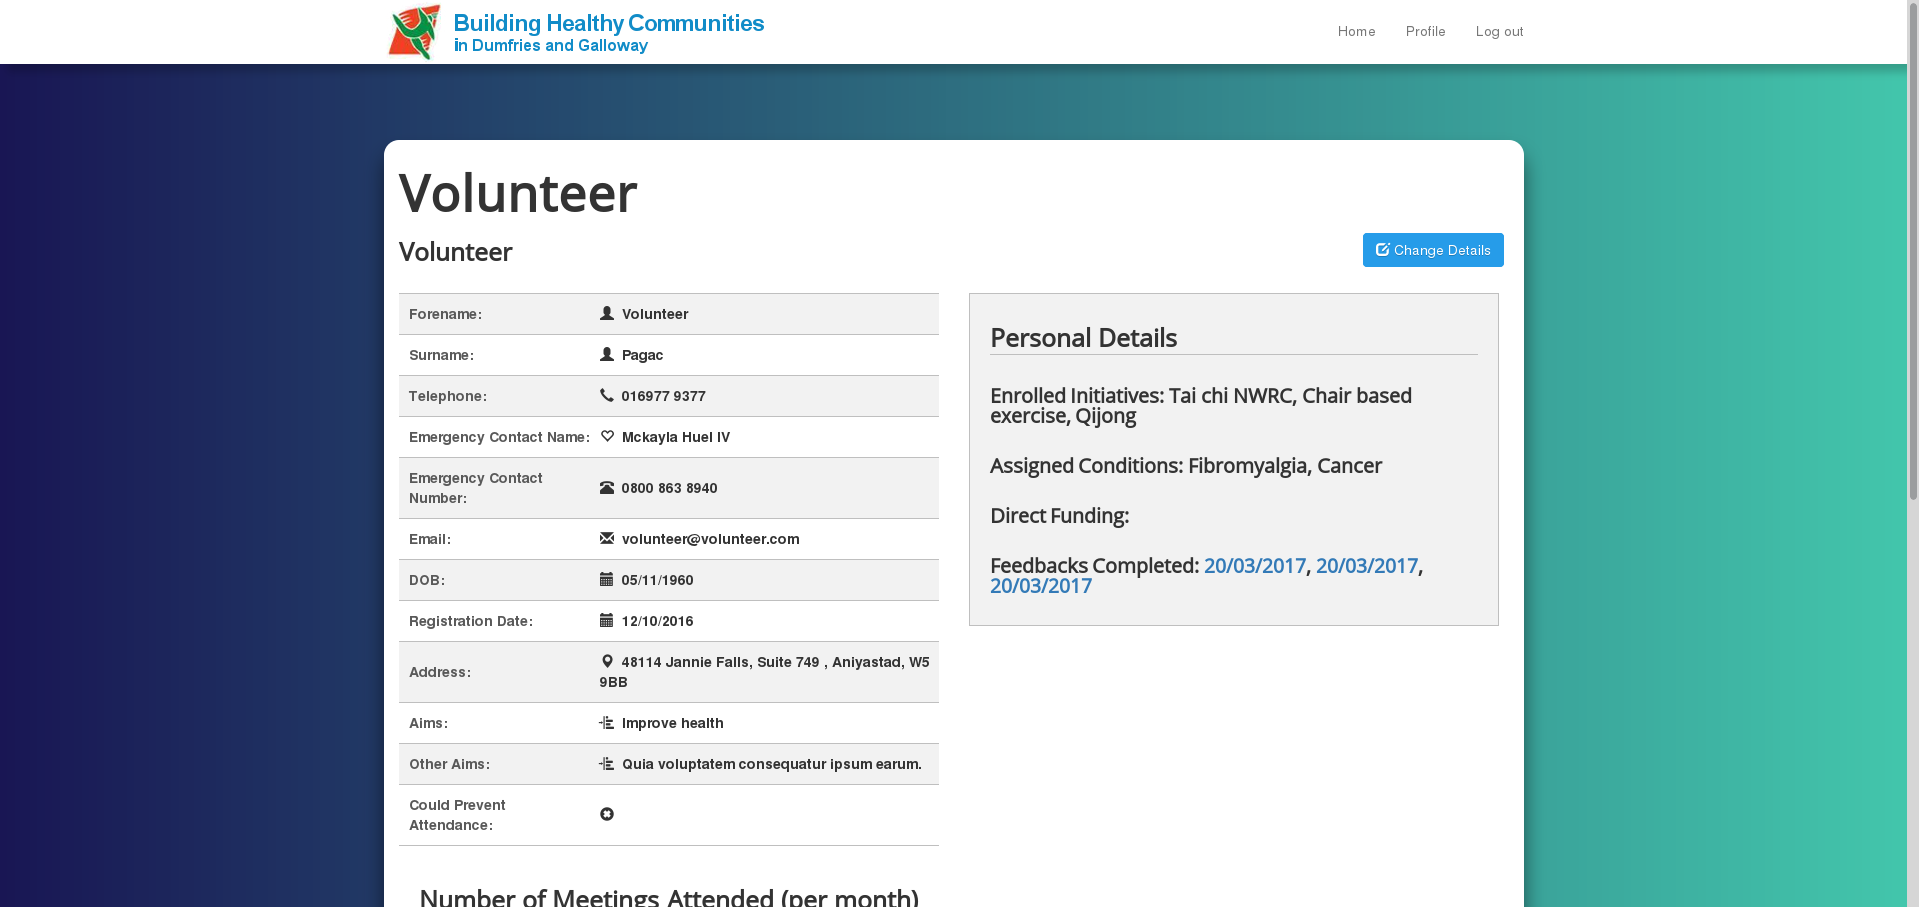 Building Healthy Communities
in Dumfries and Galloway
Home Profile Log out
Volunteer
Volunteer
Change Details
Forename: Volunteer
Surname: Pagac
Telephone: 016977 9377
Emergency Contact Name: Mckayla Huel IV
Emergency Contact
Number: 0800 863 8940
Email: volunteer@volunteer.com
DOB: 05/11/1960
Registration Date: 12/10/2016
Address: 48114 Jannie Falls, Suite 749 , Aniyastad, W5
9BB
Aims: Improve health
Other Aims: Quia voluptatem consequatur ipsum earum.
Could Prevent
Attendance:
Personal Details
Enrolled Initiatives: Tai chi NWRC, Chair based
exercise, Qijong
Assigned Conditions: Fibromyalgia, Cancer
Direct Funding:
Feedbacks Completed: 20/03/2017, 20/03/2017,
20/03/2017
Number of Meetings Attended (per month)